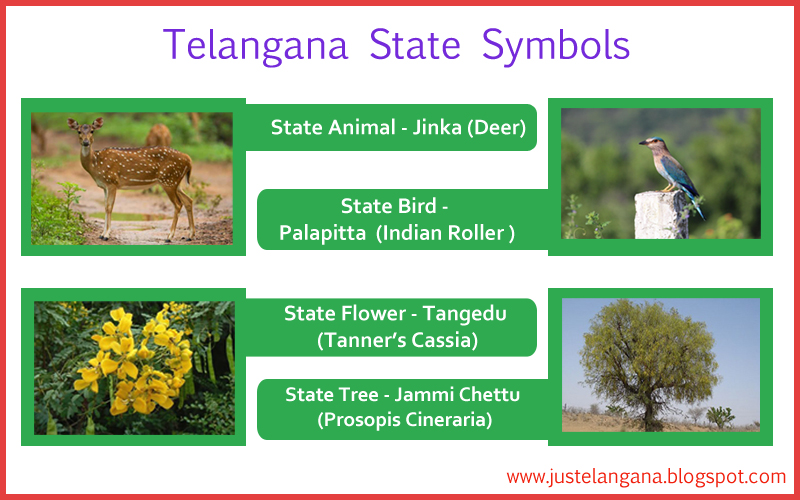 Telangana State Symbols
State Animal - Jinka (Deer)
State Bird -
Palapitta (Indian Roller )
State Flower - Tangedu
(Tanner’s Cassia)
State Tree - Jammi Chettu
(Prosopis Cineraria)
www.justelangana.blogspot.com